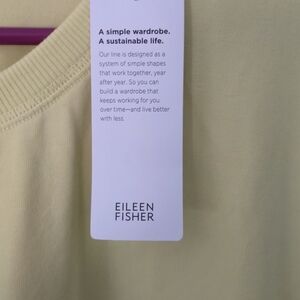 A simple wardrobe.
A sustainable life.
Our line is designed as a
system of simple shapes
that work together, year
after year. So you can
build a wardrobe that
keeps working for you
over time—and live better
with less.
EILEEN
FISHER